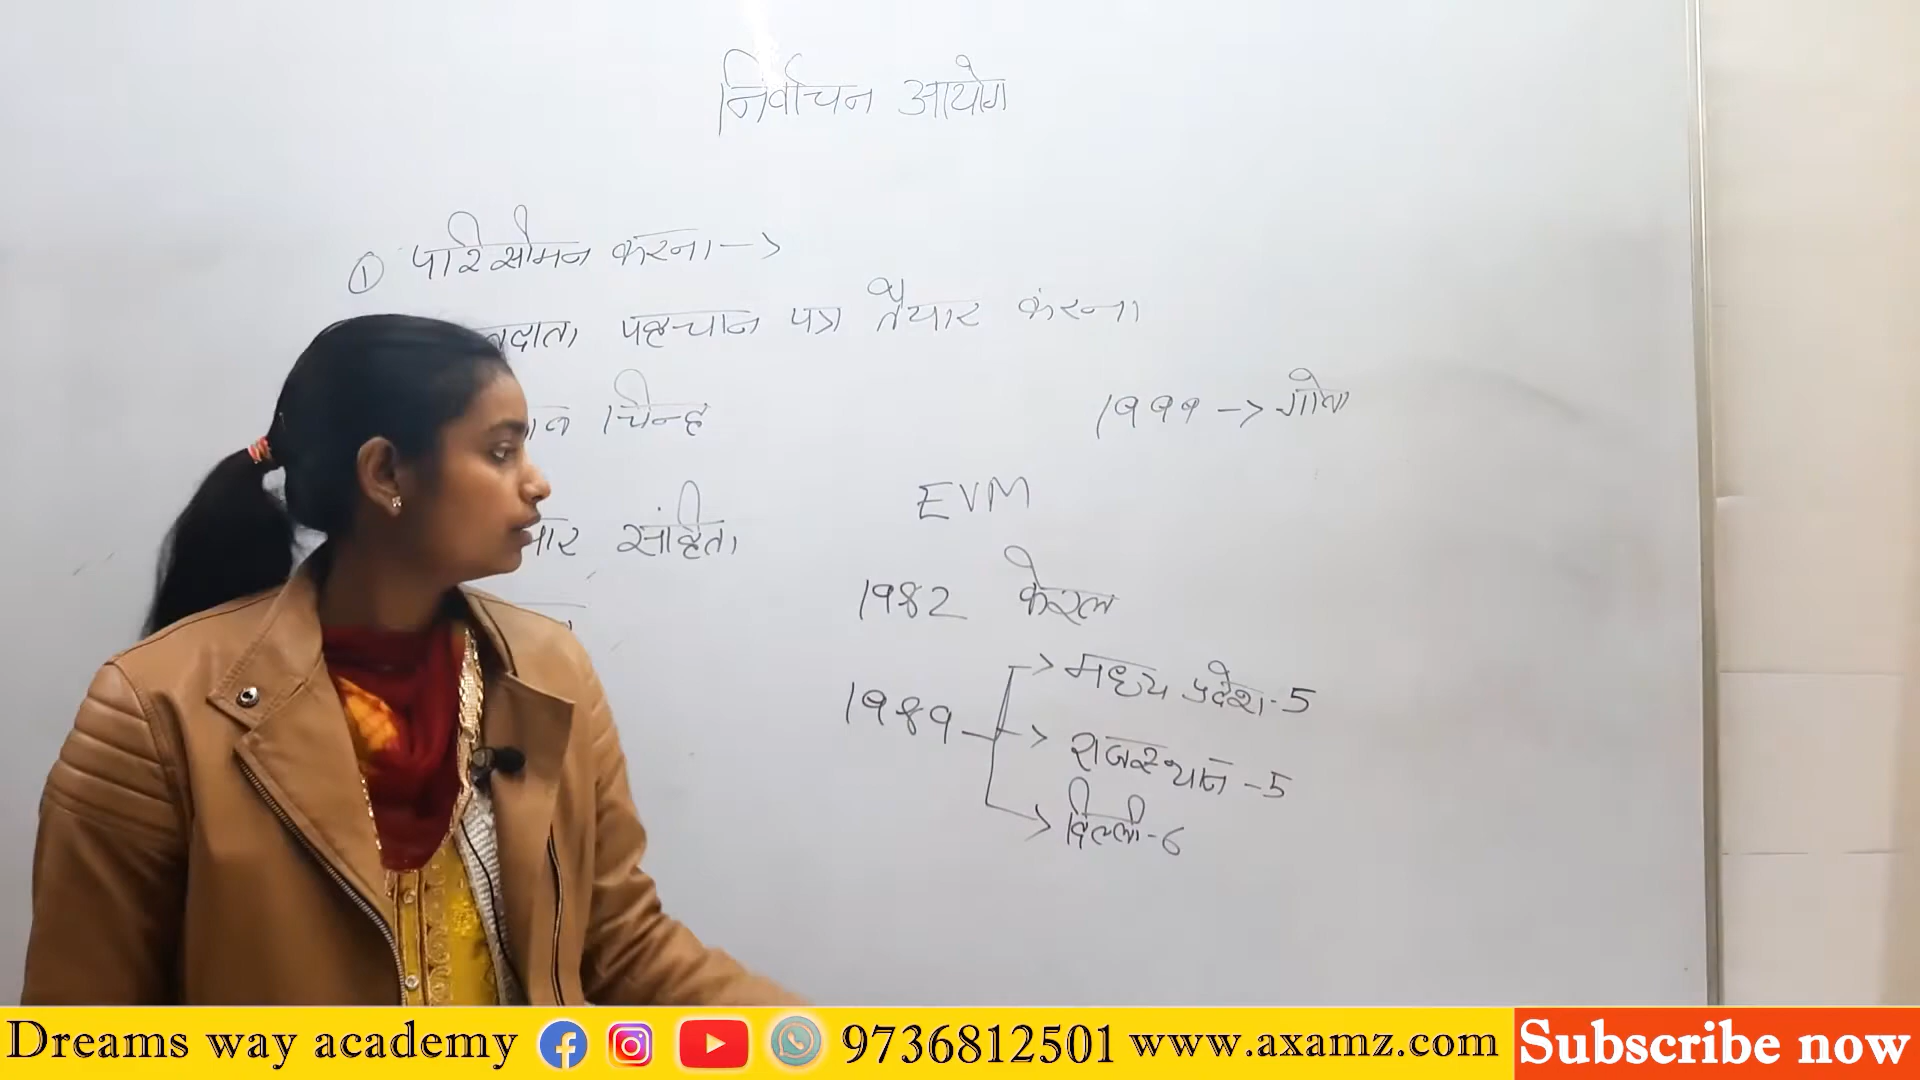 निर्वाचन आयोग
① परिसीमन करना →
पहचान पत्र तैयार करना
चिन्ह
1999 → गोवा
संहिता
EVM
1982 केरल
1989 → मध्य प्रदेश - 5
→ राजस्थान - 5
→ दिल्ली - 6
Dreams way academy 9736812501 www.axamz.com Subscribe now